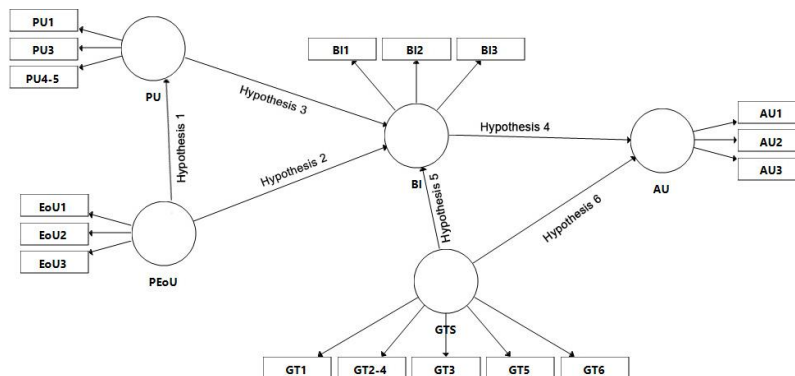 PU1
PU3
PU4-5
PU
BI1
BI2
BI3
Hypothesis 3
Hypothesis 1
Hypothesis 2
BI
Hypothesis 4
AU1
AU2
AU3
AU
EoU1
EoU2
EoU3
PEoU
Hypothesis 5
Hypothesis 6
GTS
GT1
GT2-4
GT3
GT5
GT6